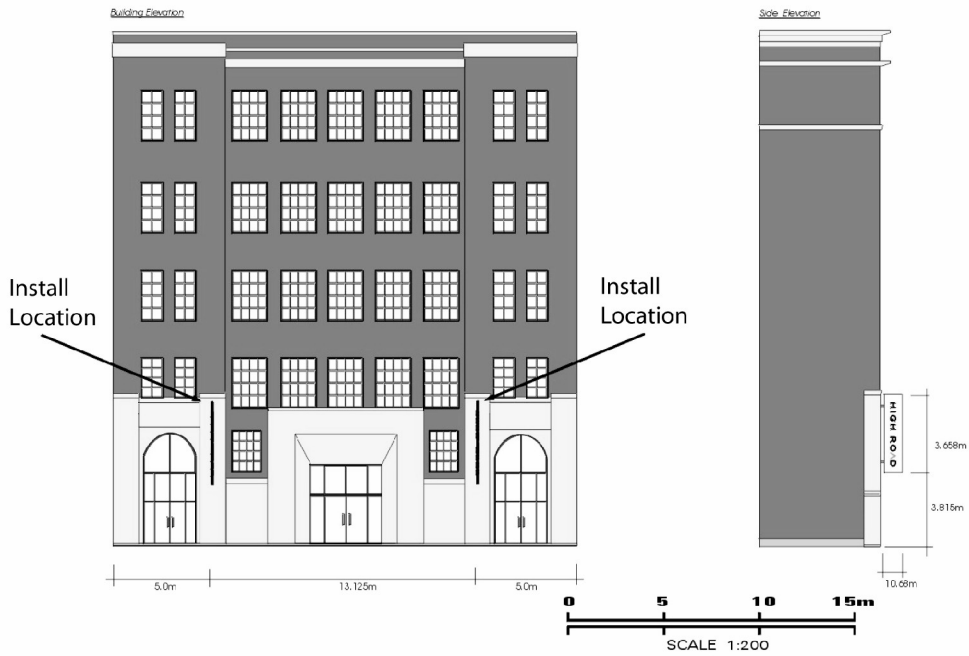 Building Elevation
Side Elevation
Install
Location
Install
Location
HIGH ROAD
3.658m
3.815m
10.68m
5.0m
13.125m
5.0m
0 5 10 15m
SCALE 1:200